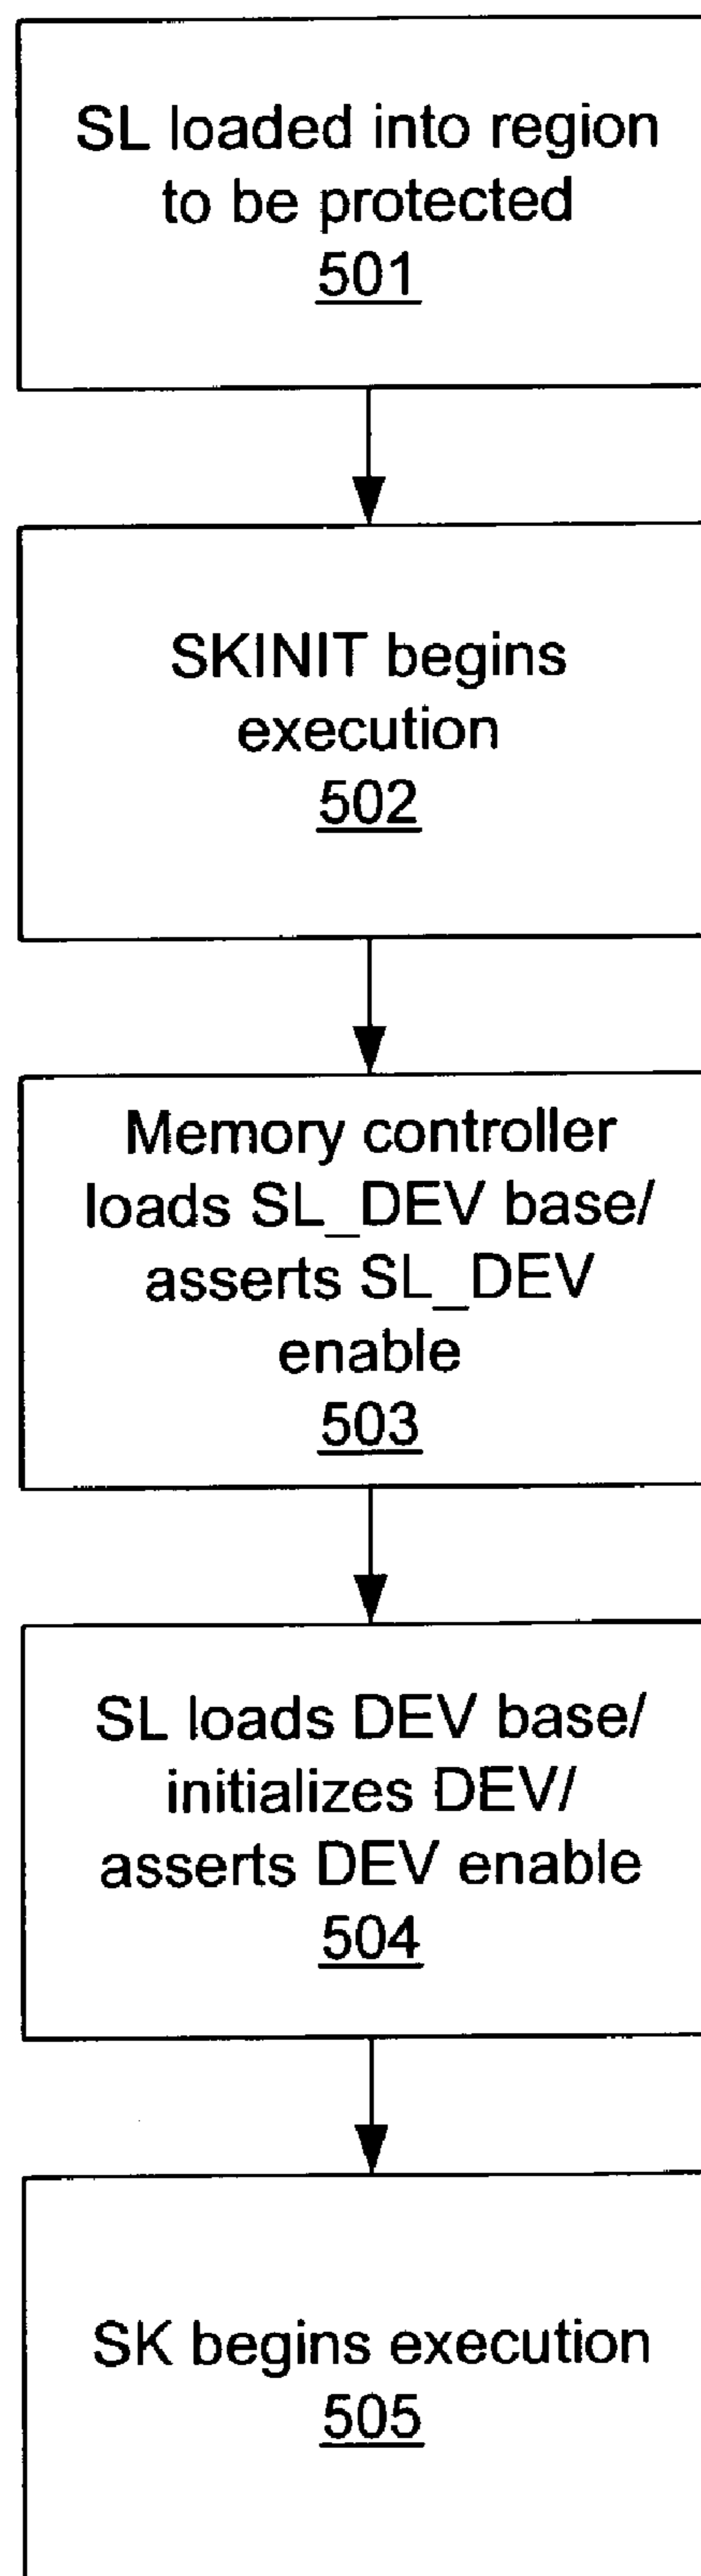 SL loaded into region
to be protected
501
SKINIT begins
execution
502
Memory controller
loads SL_DEV base/
asserts SL_DEV
enable
503
SL loads DEV base/
initializes DEV/
asserts DEV enable
504
SK begins execution
505